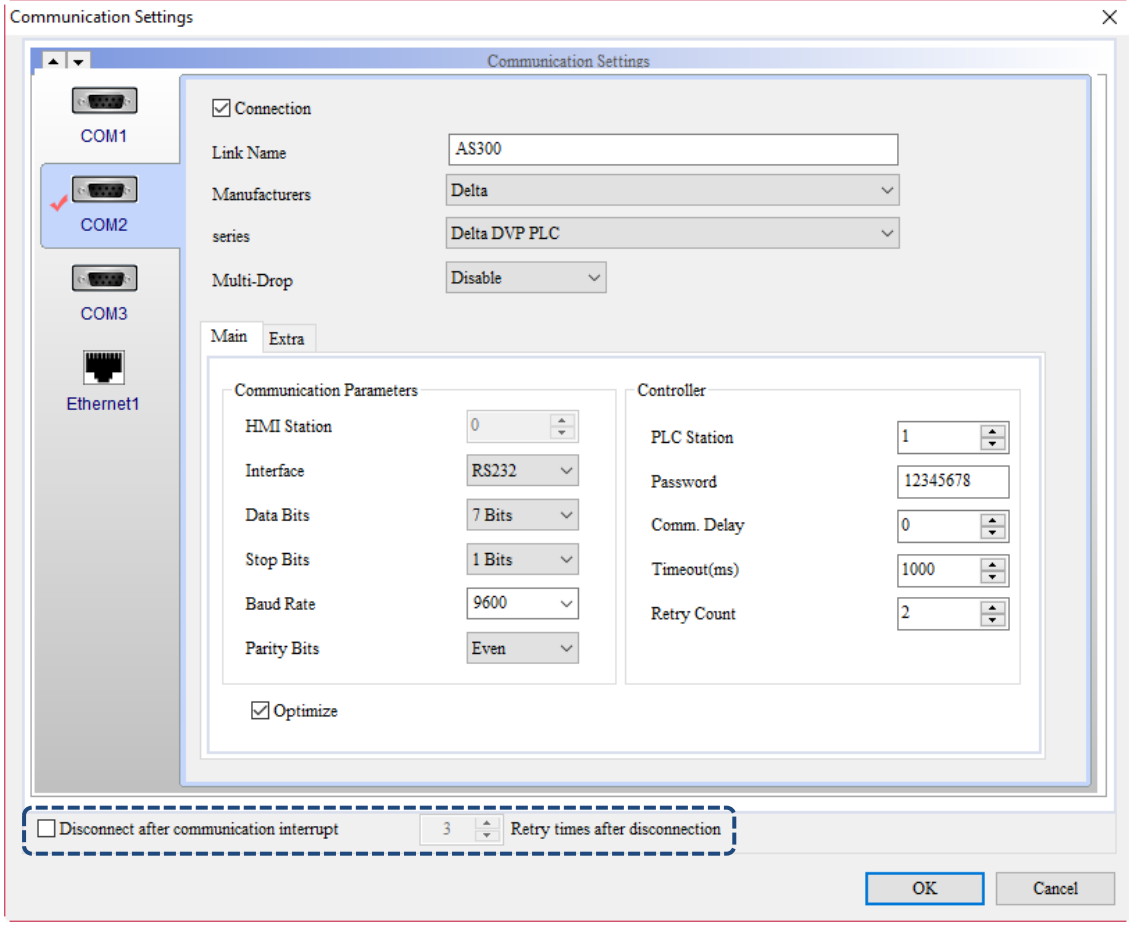 Communication Settings
Communication Settings
COM1
COM2
COM3
Ethernet1
Connection
Link Name AS300
Manufacturers Delta
series Delta DVP PLC
Multi-Drop Disable
Main Extra
Communication Parameters
HMI Station 0
Interface RS232
Data Bits 7 Bits
Stop Bits 1 Bits
Baud Rate 9600
Parity Bits Even
Controller
PLC Station 1
Password 12345678
Comm. Delay 0
Timeout(ms) 1000
Retry Count 2
Optimize
Disconnect after communication interrupt 3 Retry times after disconnection
OK Cancel